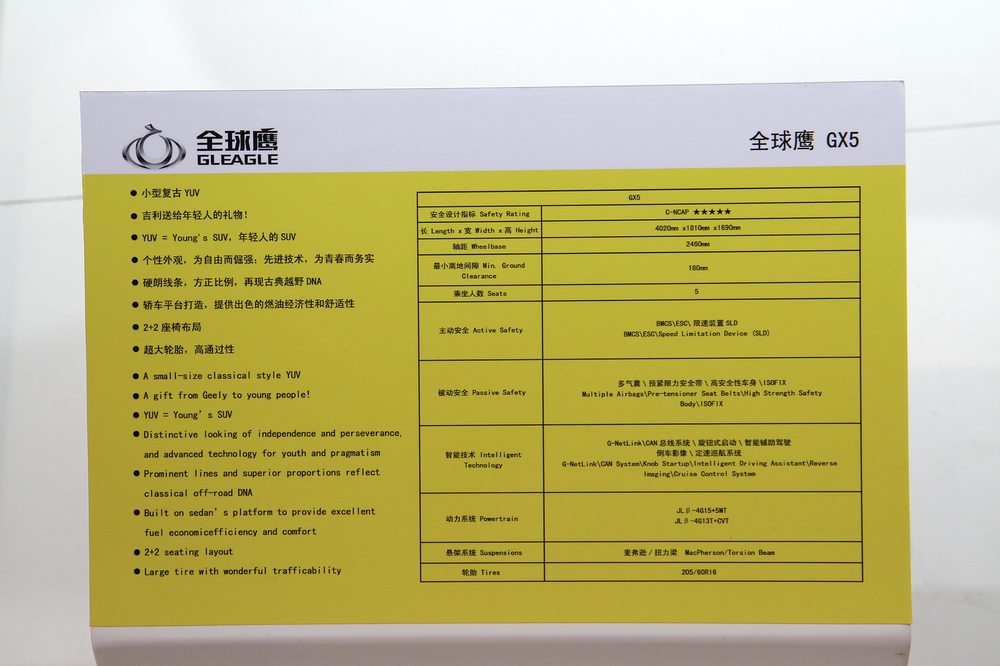 全球鹰
GLEAGLE
全球鹰 GX5
● 小型复古 YUV
● 吉利送给年轻人的礼物！
● YUV = Young's SUV，年轻人的 SUV
● 个性外观，为自由而倔强；先进技术，为青春而务实
● 硬朗线条，方正比例，再现古典越野 DNA
● 轿车平台打造，提供出色的燃油经济性和舒适性
● 2+2 座椅布局
● 超大轮胎，高通过性
● A small-size classical style YUV
● A gift from Geely to young people!
● YUV = Young's SUV
● Distinctive looking of independence and perseverance,
and advanced technology for youth and pragmatism
● Prominent lines and superior proportions reflect
classical off-road DNA
● Built on sedan's platform to provide excellent
fuel economicefficiency and comfort
● 2+2 seating layout
● Large tire with wonderful trafficability
GX5
安全设计指标 Safety Rating C-NCAP ★★★★★
长 Length x 宽 Width x 高 Height 4020mm x1810mm x1690mm
轴距 Wheelbase 2460mm
最小离地间隙 Min. Ground
Clearance
180mm
乘坐人数 Seats 5
主动安全 Active Safety
BMCS\ESC\ 限速装置 SLD
BMCS\ESC\Speed Limitation Device (SLD)
被动安全 Passive Safety
多气囊 \ 预紧限力安全带 \ 高安全性车身 \ISOFIX
Multiple Airbags\Pre-tensioner Seat Belts\High Strength Safety
Body\ISOFIX
智能技术 Intelligent
Technology
G-NetLink\CAN 总线系统 \ 旋钮式启动 \ 智能辅助驾驶
倒车影像 \ 定速巡航系统
G-NetLink\CAN System\Knob Startup\Intelligent Driving Assistant\Reverse
Imaging\Cruise Control System
动力系统 Powertrain
JLβ-4G15+5MT
JLβ-4G13T+CVT
悬架系统 Suspensions 麦弗逊 / 扭力梁 MacPherson/Torsion Beam
轮胎 Tires 205/60R16